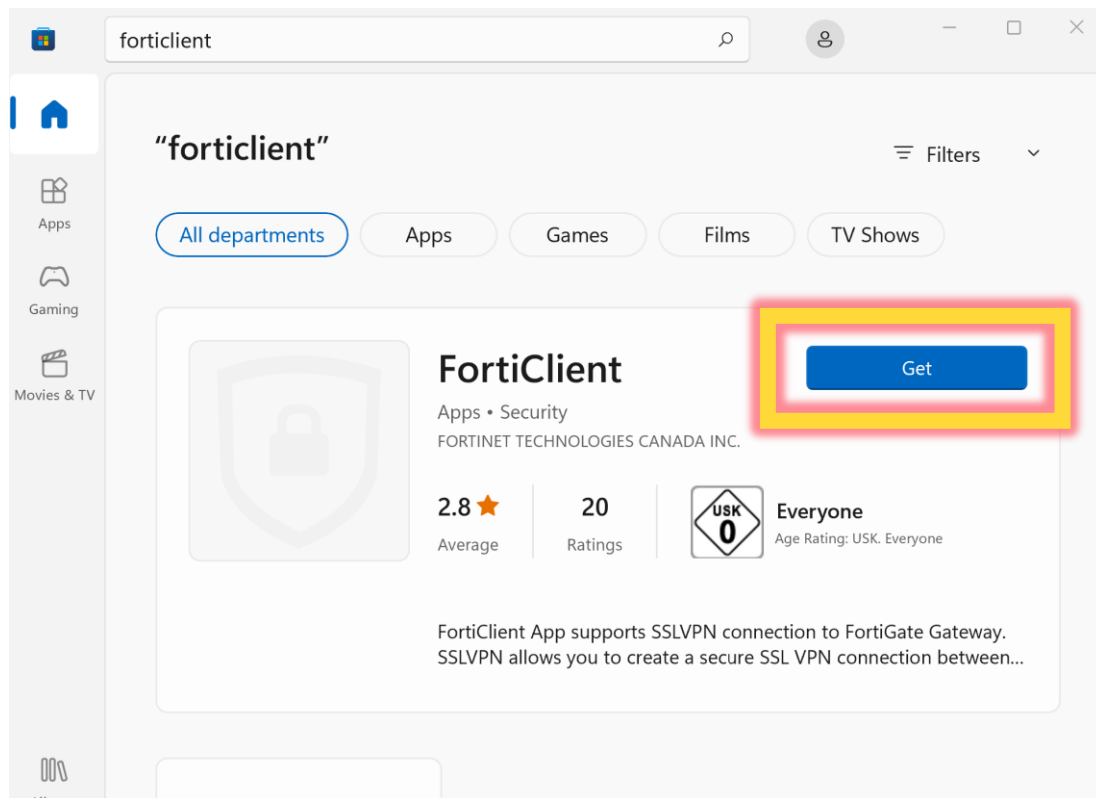 forticlient
“forticlient”
Filters
All departments
Apps
Games
Films
TV Shows
Apps
Gaming
Movies & TV
FortiClient
Get
Apps • Security
FORTINET TECHNOLOGIES CANADA INC.
2.8
20
USK
0
Everyone
Average
Ratings
Age Rating: USK. Everyone
FortiClient App supports SSLVPN connection to FortiGate Gateway.
SSLVPN allows you to create a secure SSL VPN connection between...